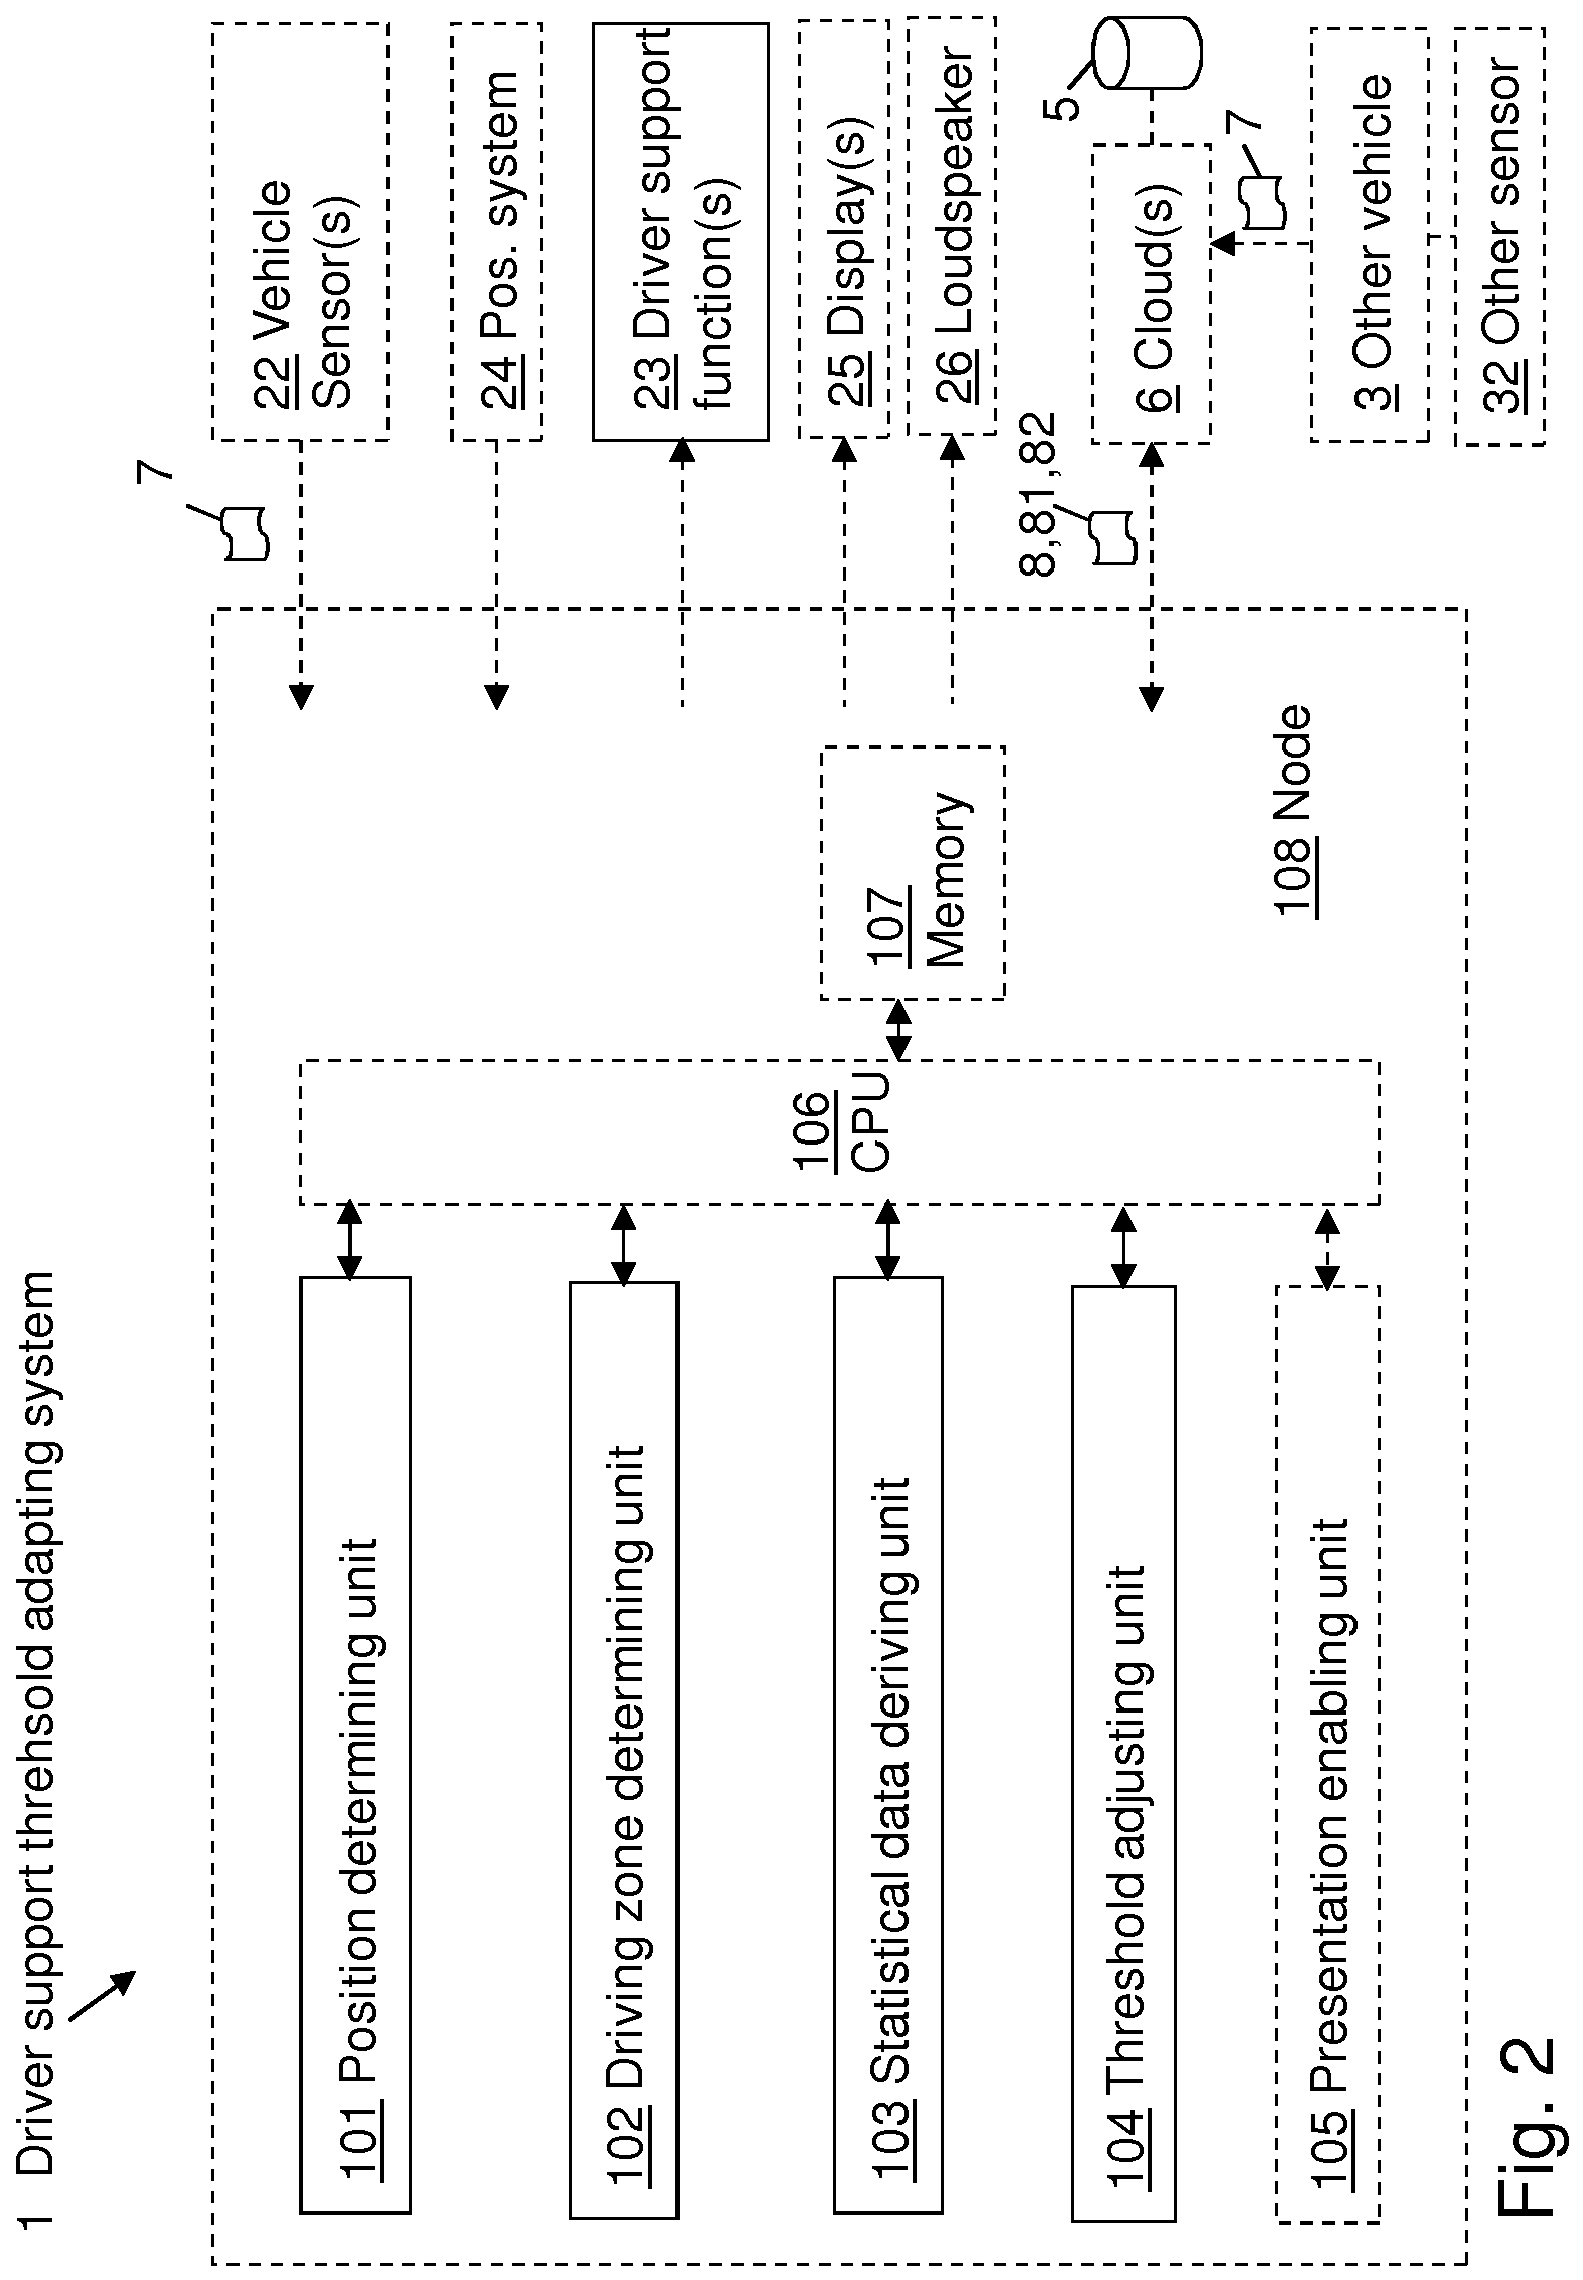 1 Driver support threhsold adapting system
101 Position determining unit
102 Driving zone determining unit
103 Statistical data deriving unit
104 Threshold adjusting unit
105 Presentation enabling unit
106
CPU
107
Memory
108 Node
7
22 Vehicle
Sensor(s)
24 Pos. system
23 Driver support
function(s)
25 Display(s)
26 Loudspeaker
8,81,82
6 Cloud(s)
5
7
3 Other vehicle
32 Other sensor
Fig. 2